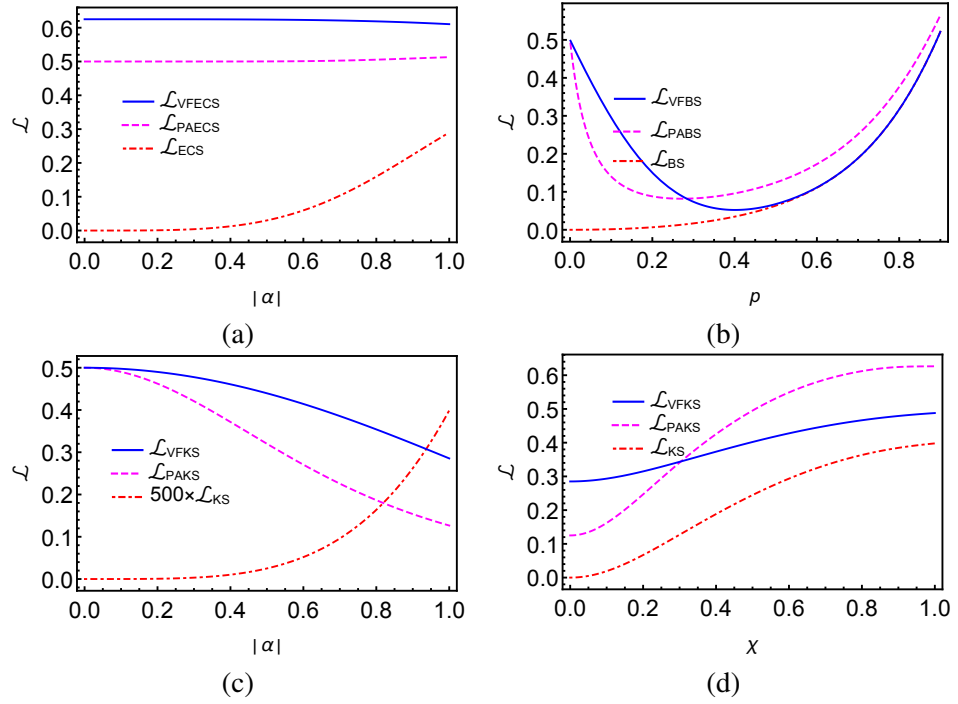 0.6
0.5
0.4
0.3
0.2
0.1
0.0
ℒ
ℒVFECS
ℒPAECS
ℒECS
0.0 0.2 0.4 0.6 0.8 1.0
|α|
(a)
0.5
0.4
0.3
0.2
0.1
0.0
ℒ
ℒVFBS
ℒPABS
ℒBS
0.0 0.2 0.4 0.6 0.8
p
(b)
0.5
0.4
0.3
0.2
0.1
0.0
ℒ
ℒVFKS
ℒPAKS
500×ℒKS
0.0 0.2 0.4 0.6 0.8 1.0
|α|
(c)
0.6
0.5
0.4
0.3
0.2
0.1
0.0
ℒ
ℒVFKS
ℒPAKS
ℒKS
0.0 0.2 0.4 0.6 0.8 1.0
χ
(d)